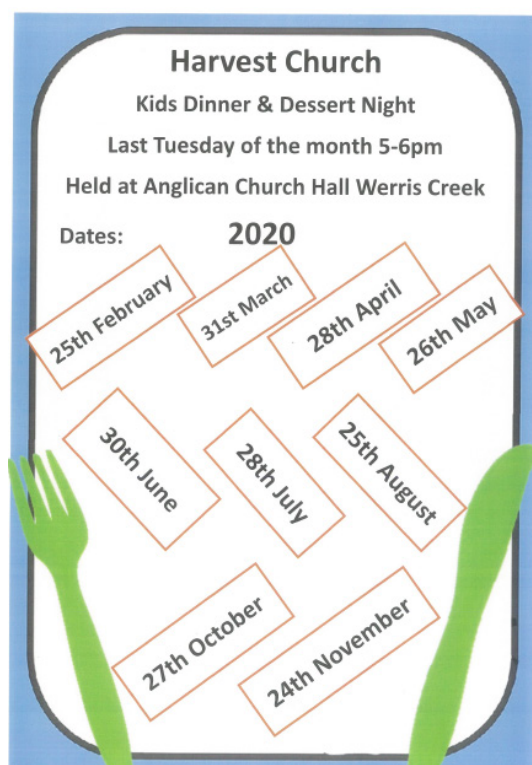 Harvest Church
Kids Dinner & Dessert Night
Last Tuesday of the month 5-6pm
Held at Anglican Church Hall Werris Creek
Dates: 2020
25th February
31st March
28th April
26th May
30th June
28th July
25th August
27th October
24th November